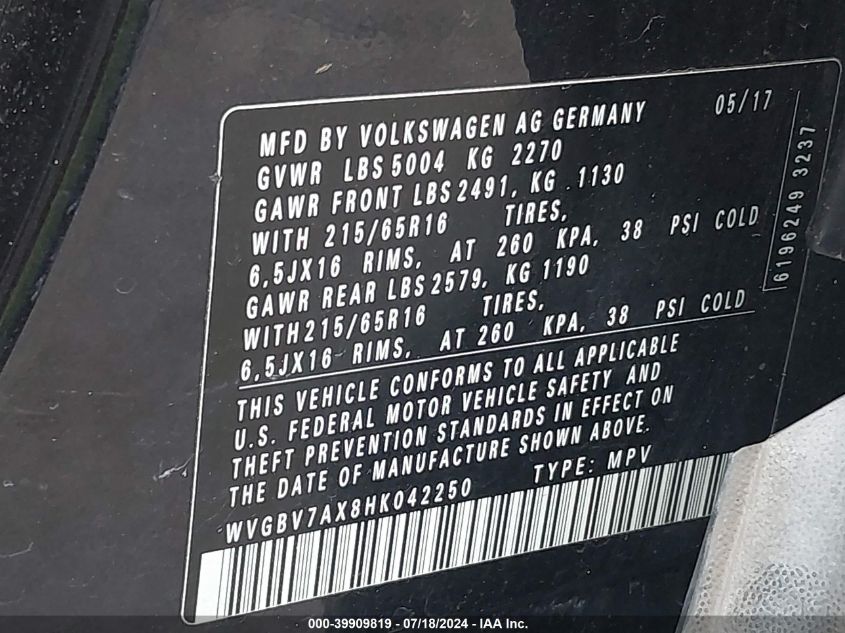 MFD BY VOLKSWAGEN AG GERMANY 05/17
GVWR LBS 5004 KG 2270
GAWR FRONT LBS 2491, KG 1130
WITH 215/65R16 TIRES,
6,5JX16 RIMS, AT 260 KPA, 38 PSI COLD
GAWR REAR LBS 2579, KG 1190
WITH 215/65R16 TIRES,
6,5JX16 RIMS, AT 260 KPA, 38 PSI COLD
6196249 3237
THIS VEHICLE CONFORMS TO ALL APPLICABLE
U.S. FEDERAL MOTOR VEHICLE SAFETY AND
THEFT PREVENTION STANDARDS IN EFFECT ON
THE DATE OF MANUFACTURE SHOWN ABOVE.
WVGBV7AX8HK042250 TYPE: MPV
000-39909819 - 07/18/2024 - IAA Inc.